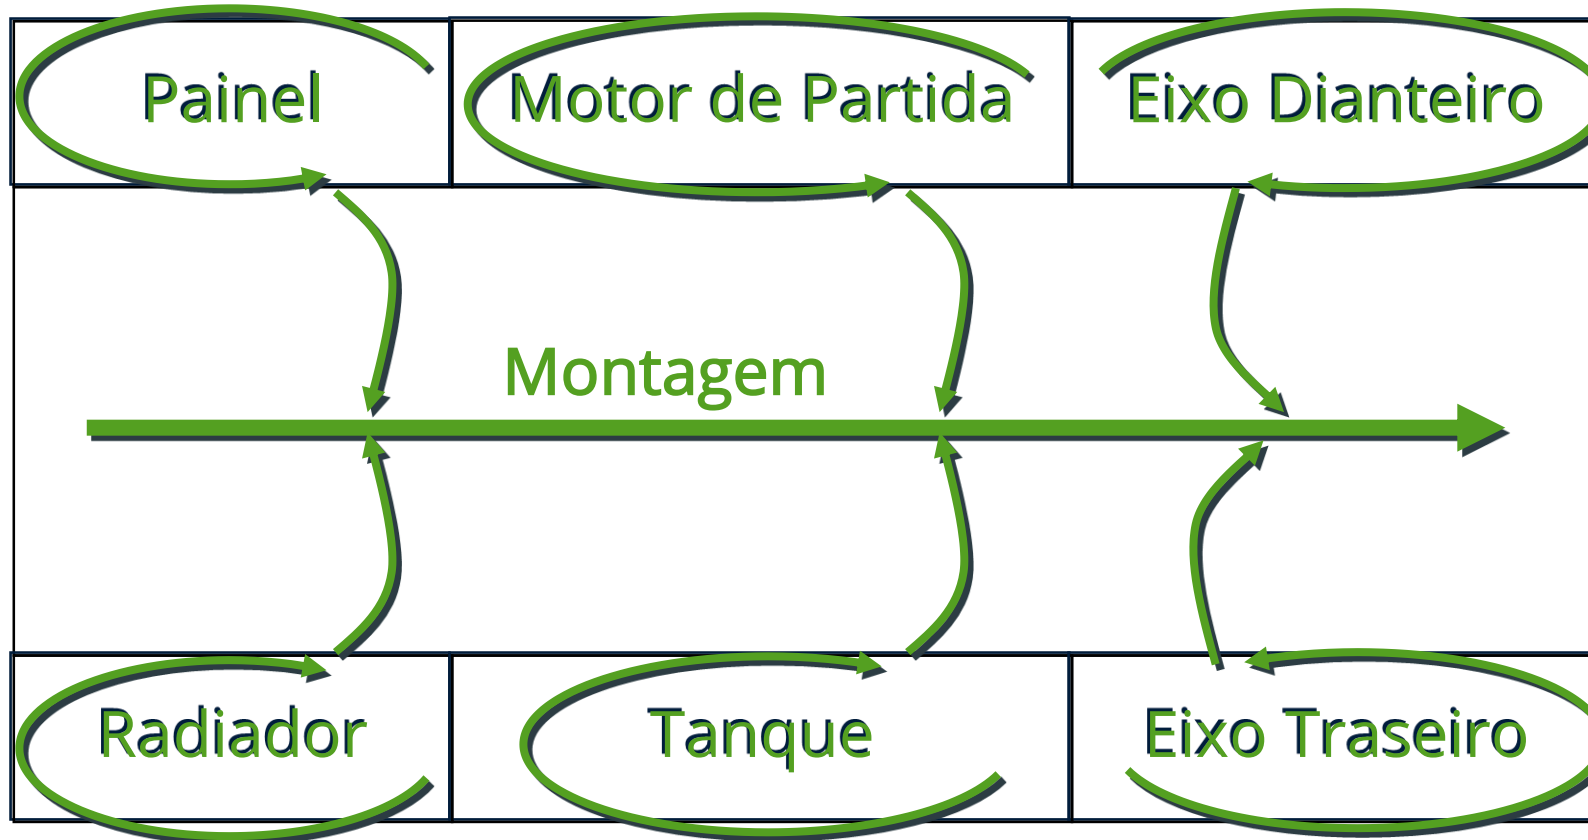 Painel
Motor de Partida
Eixo Dianteiro
Montagem
Radiador
Tanque
Eixo Traseiro